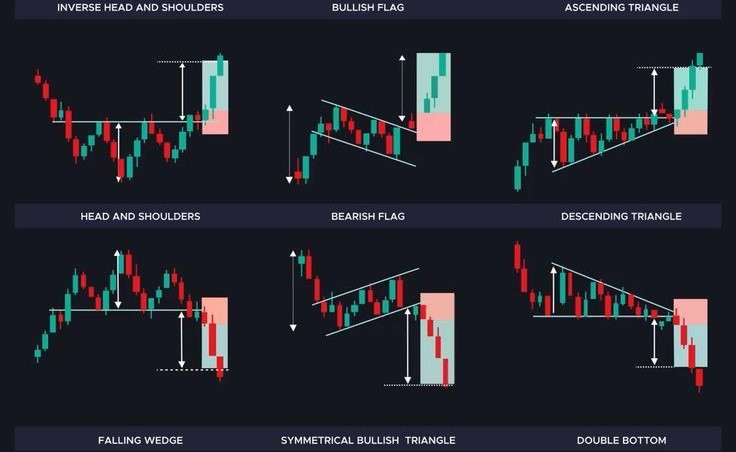 INVERSE HEAD AND SHOULDERS
BULLISH FLAG
ASCENDING TRIANGLE
HEAD AND SHOULDERS
BEARISH FLAG
DESCENDING TRIANGLE
FALLING WEDGE
SYMMETRICAL BULLISH TRIANGLE
DOUBLE BOTTOM